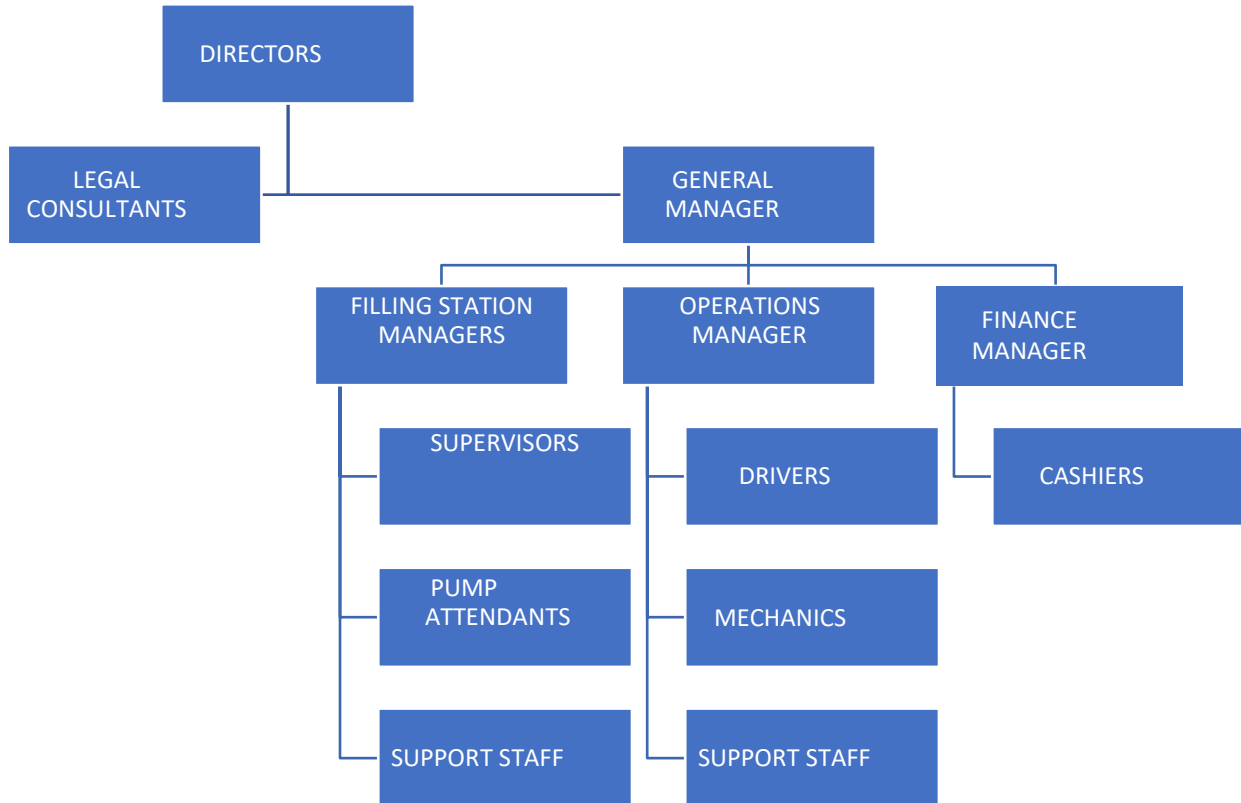 DIRECTORS
LEGAL
CONSULTANTS
GENERAL
MANAGER
FILLING STATION
MANAGERS
OPERATIONS
MANAGER
FINANCE
MANAGER
SUPERVISORS
DRIVERS
CASHIERS
PUMP
ATTENDANTS
MECHANICS
SUPPORT STAFF
SUPPORT STAFF